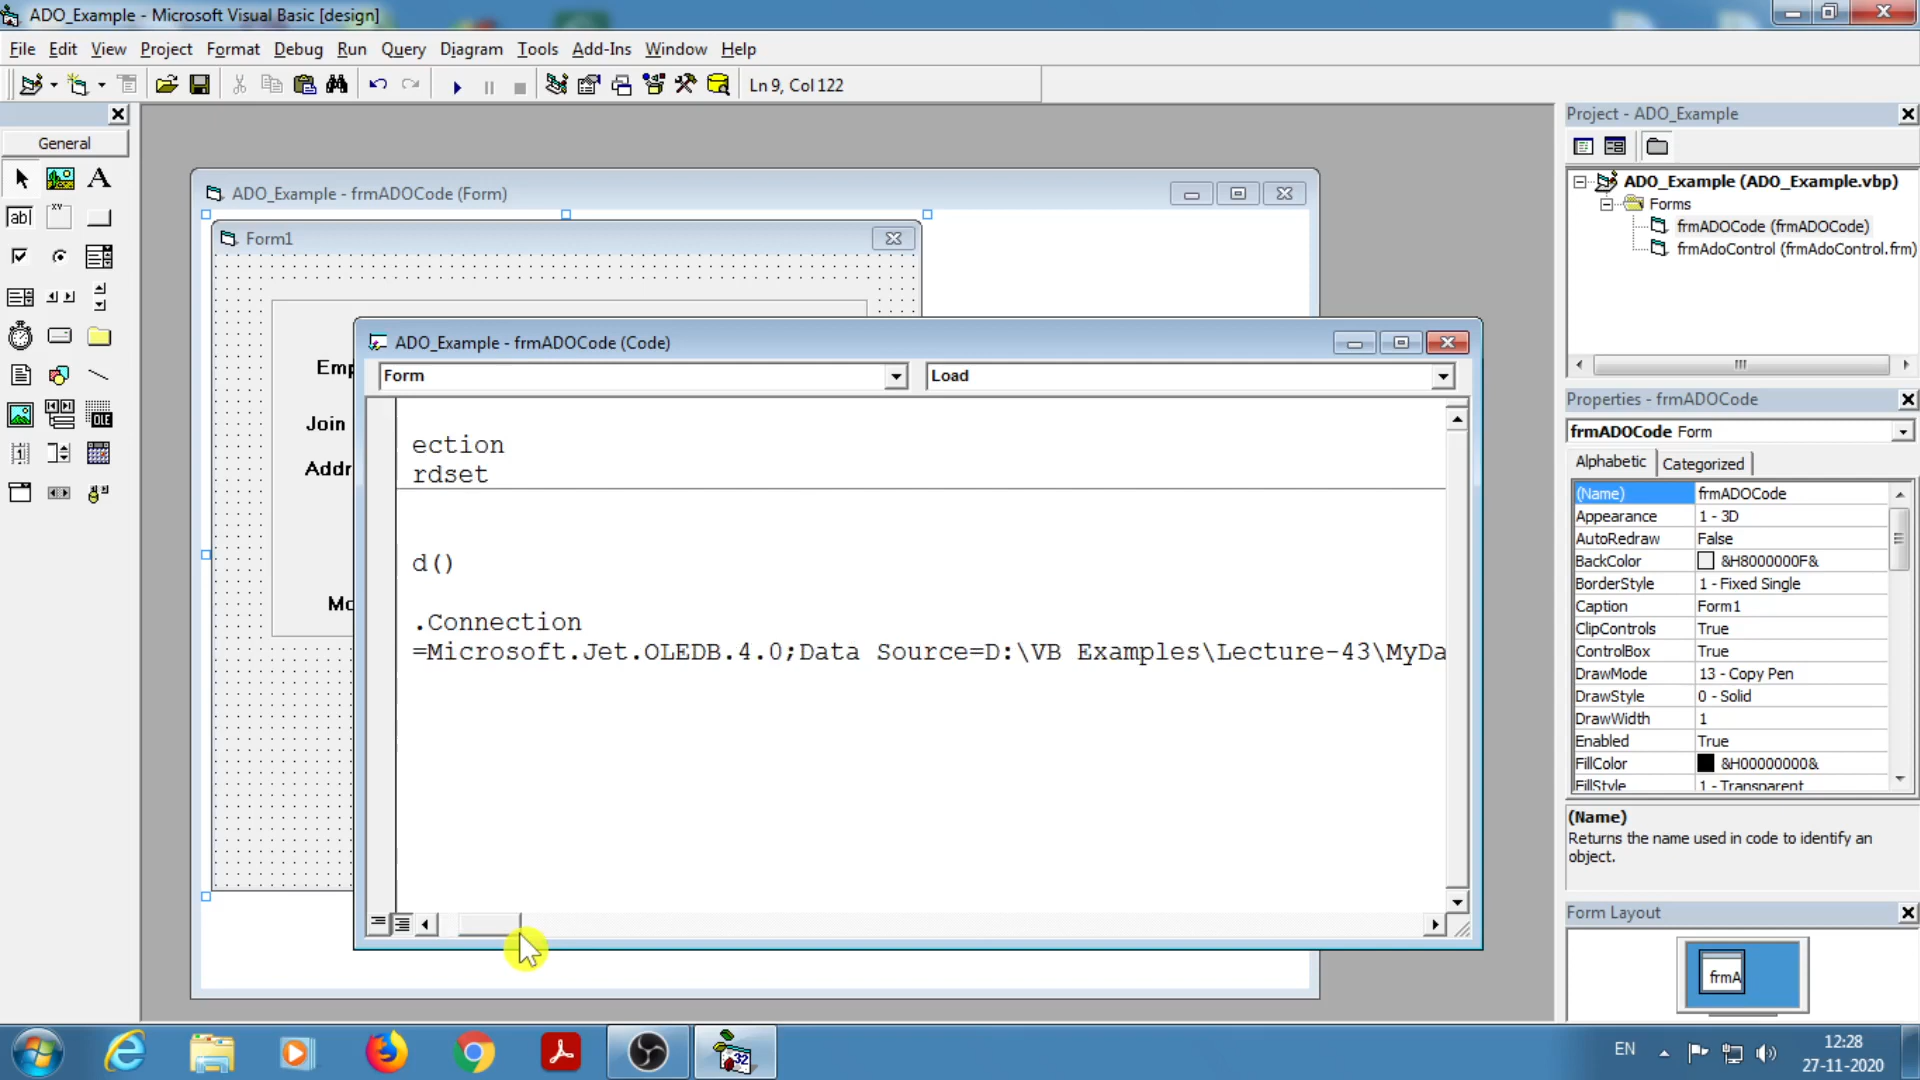 ADO_Example - Microsoft Visual Basic [design]
File Edit View Project Format Debug Run Query Diagram Tools Add-Ins Window Help
Ln 9, Col 122
General
ADO_Example - frmADOCode (Form)
Form1
Emp
Join
Addr
Mo
ADO_Example - frmADOCode (Code)
Form
Load
ection
rdset
d()
.Connection
=Microsoft.Jet.OLEDB.4.0;Data Source=D:\VB Examples\Lecture-43\MyDa
Project - ADO_Example
ADO_Example (ADO_Example.vbp)
Forms
frmADOCode (frmADOCode)
frmAdoControl (frmAdoControl.frm)
Properties - frmADOCode
frmADOCode Form
Alphabetic Categorized
(Name) frmADOCode
Appearance 1 - 3D
AutoRedraw False
BackColor &H8000000F&
BorderStyle 1 - Fixed Single
Caption Form1
ClipControls True
ControlBox True
DrawMode 13 - Copy Pen
DrawStyle 0 - Solid
DrawWidth 1
Enabled True
FillColor &H00000000&
FillStyle 1 - Transparent
(Name)
Returns the name used in code to identify an
object.
Form Layout
frmA
EN
12:28
27-11-2020